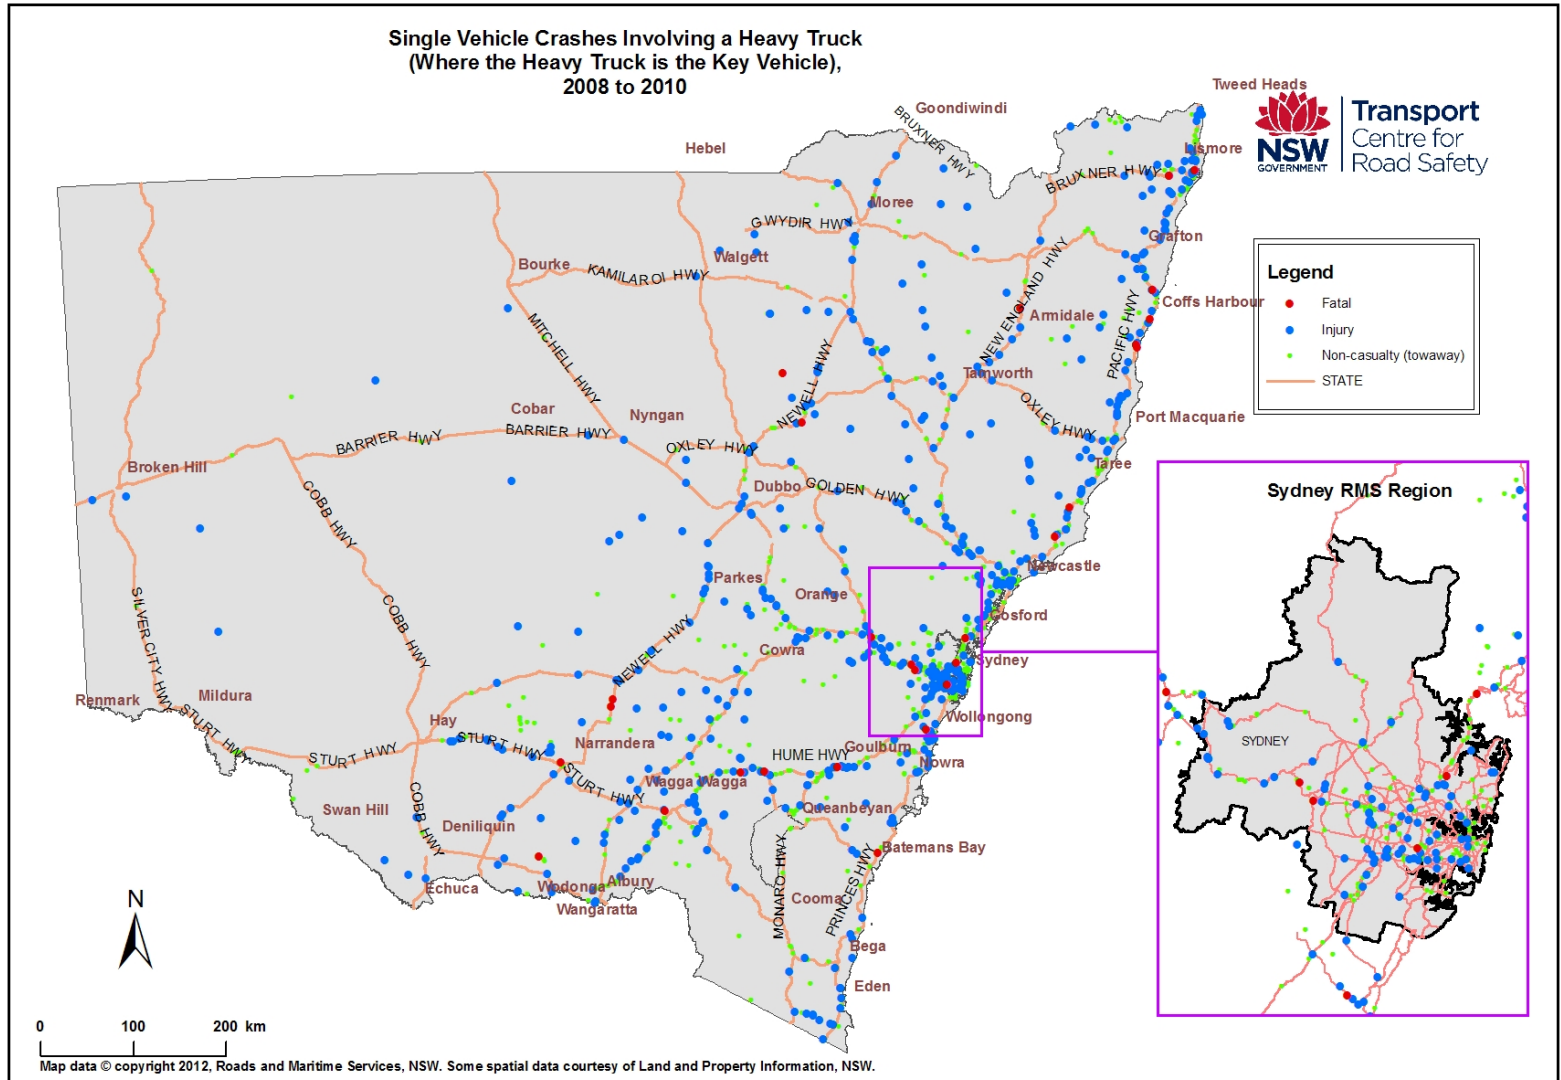 Single Vehicle Crashes Involving a Heavy Truck
(Where the Heavy Truck is the Key Vehicle),
2008 to 2010
Tweed Heads
Goondiwindi
BRUXNER HWY
Hebel
Lismore
NSW
GOVERNMENT
Transport
Centre for
Road Safety
BRUXNER HWY
Moree
GWYDIR HWY
Grafton
Walgett
Bourke
KAMILAROI HWY
NEW ENGLAND HWY
Legend
Fatal
Injury
Non-casualty (towaway)
STATE
Coffs Harbour
Armidale
PACIFIC HWY
MITCHELL HWY
NEWELL HWY
Tamworth
OXLEY HWY
Port Macquarie
Cobar
Nyngan
BARRIER HWY
BARRIER HWY
OXLEY HWY
Taree
Broken Hill
Dubbo
GOLDEN HWY
COBB HWY
Sydney RMS Region
Newcastle
Parkes
Orange
SILVER CITY HWY
COBB HWY
Gosford
NEWELL HWY
Cowra
Sydney
Renmark
Mildura
STURT HWY
Hay
Wollongong
STURT HWY
STURT HWY
Narrandera
HUME HWY
Goulburn
Nowra
SYDNEY
STURT HWY
Wagga Wagga
Swan Hill
COBB HWY
Deniliquin
Queanbeyan
Batemans Bay
MONARO HWY
PRINCES HWY
Echuca
Wodonga
Albury
Wangaratta
Cooma
N
Bega
Eden
0 100 200 km
Map data © copyright 2012, Roads and Maritime Services, NSW. Some spatial data courtesy of Land and Property Information, NSW.